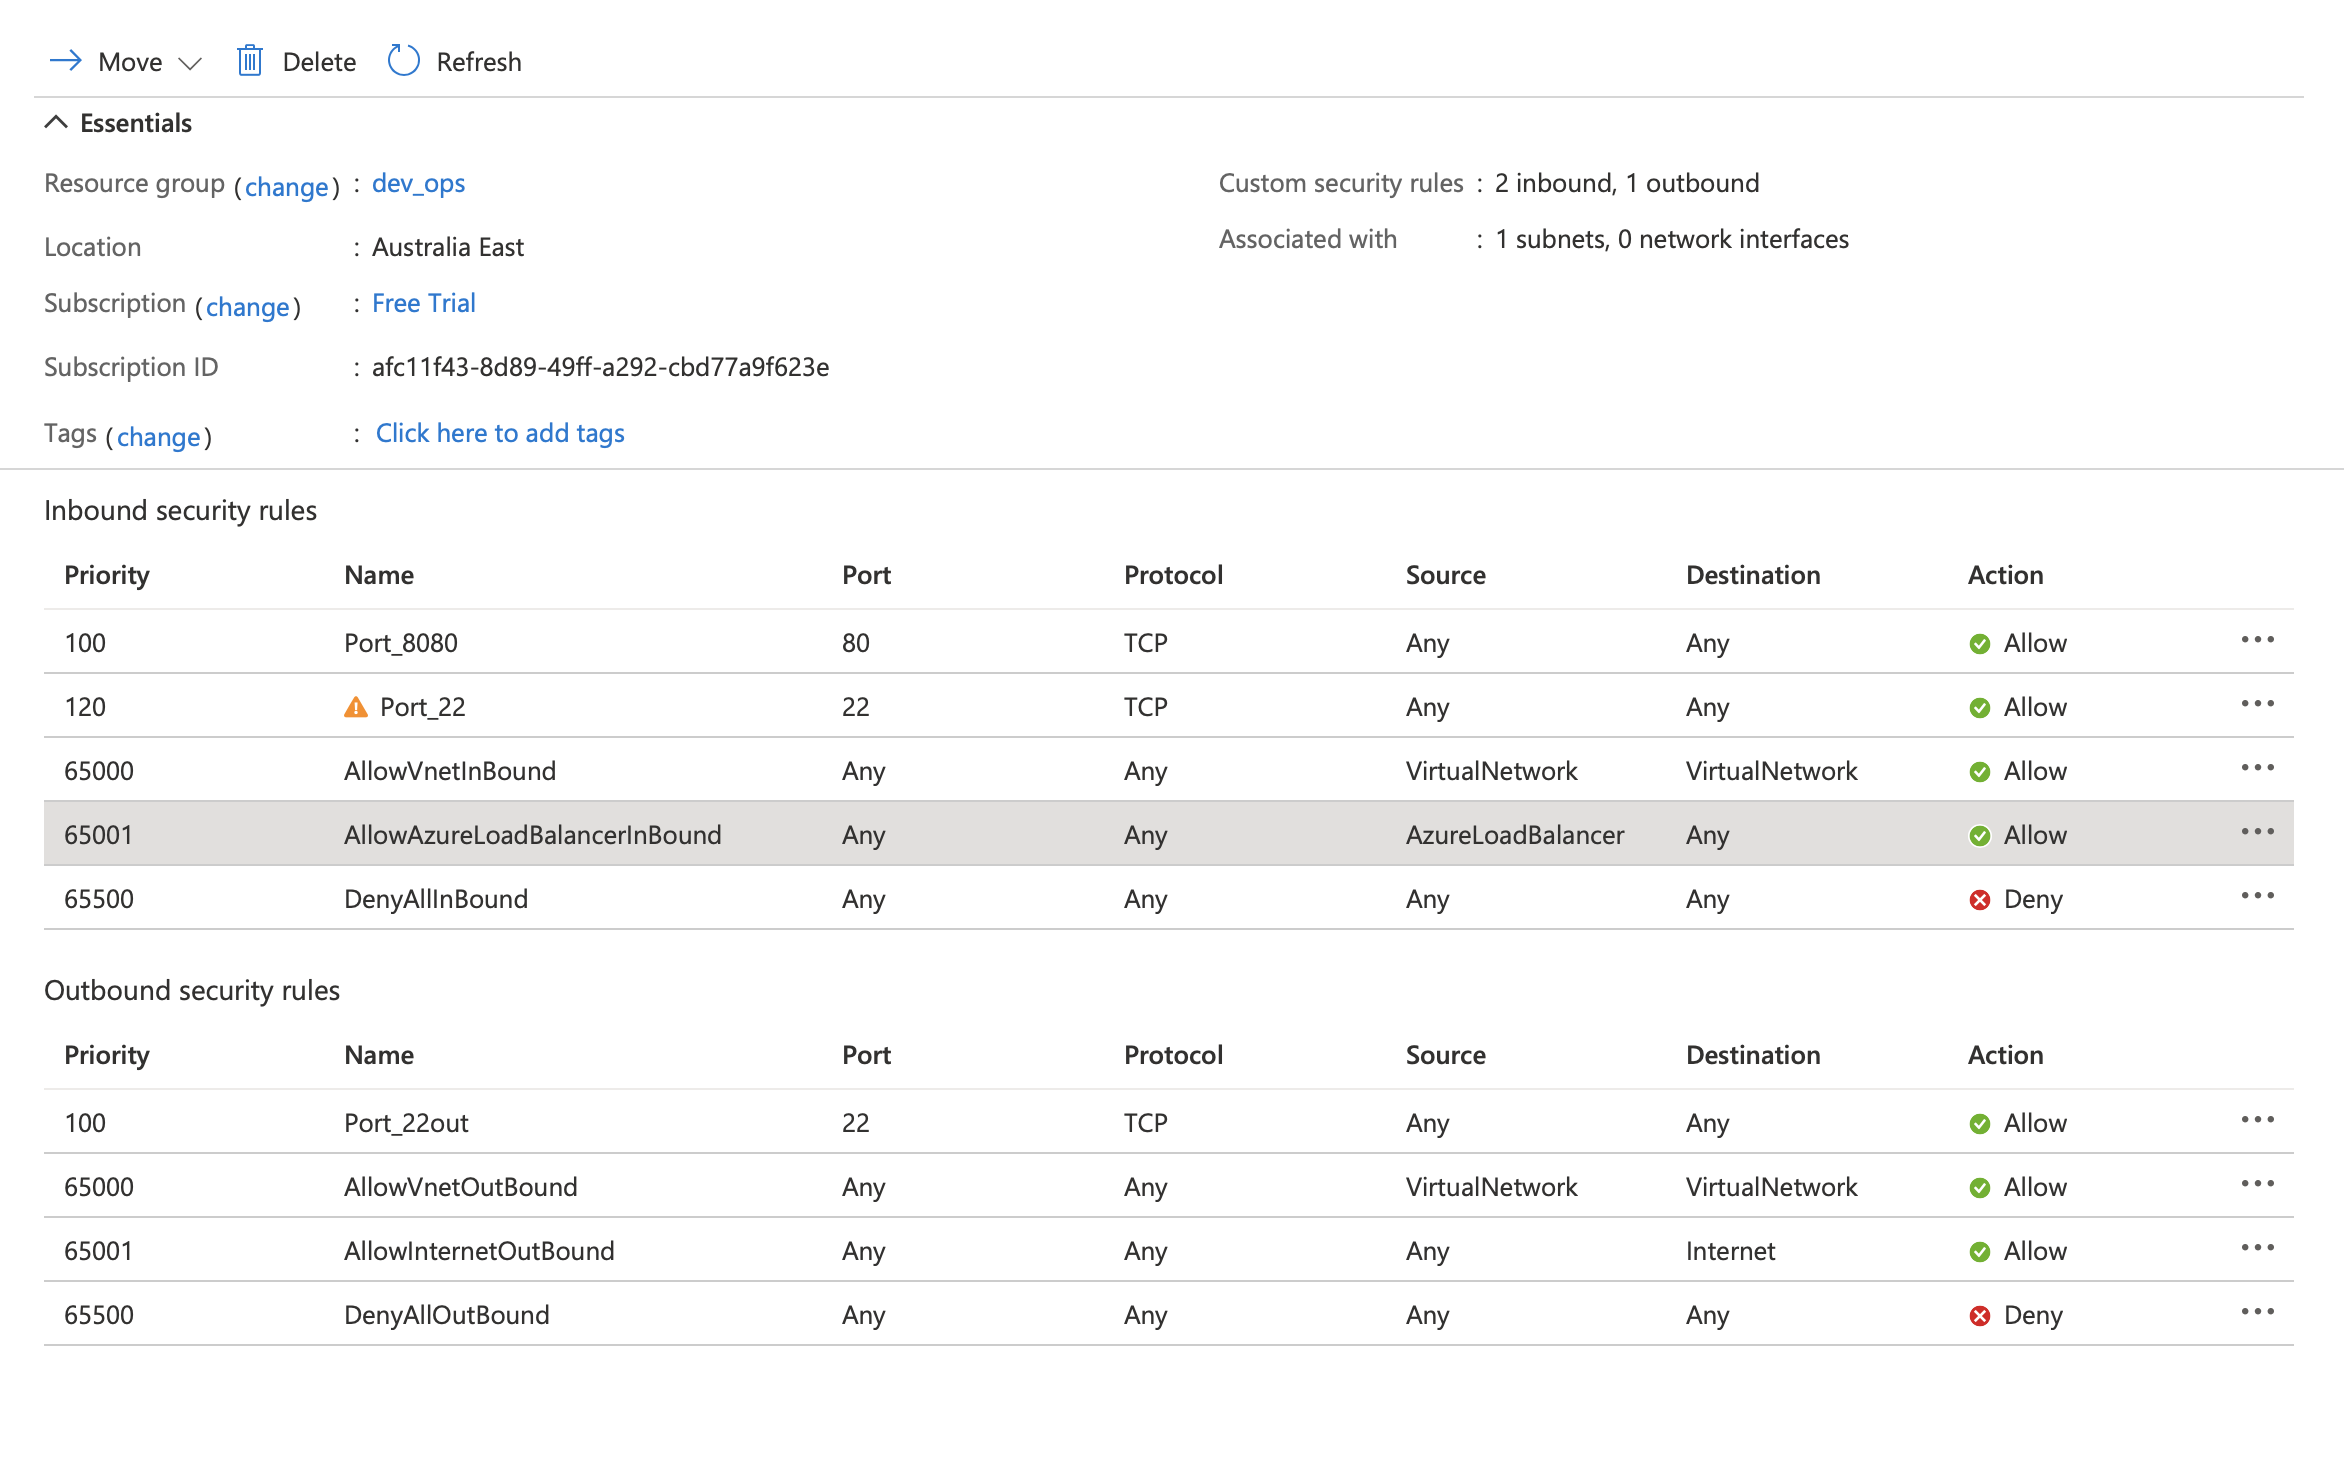 Move Delete Refresh
Essentials
Resource group (change) : dev_ops
Custom security rules : 2 inbound, 1 outbound
Location : Australia East
Associated with : 1 subnets, 0 network interfaces
Subscription (change) : Free Trial
Subscription ID : afc11f43-8d89-49ff-a292-cbd77a9f623e
Tags (change) : Click here to add tags
Inbound security rules
Priority Name Port Protocol Source Destination Action
100 Port_8080 80 TCP Any Any Allow
120 Port_22 22 TCP Any Any Allow
65000 AllowVnetInBound Any Any VirtualNetwork VirtualNetwork Allow
65001 AllowAzureLoadBalancerInBound Any Any AzureLoadBalancer Any Allow
65500 DenyAllInBound Any Any Any Any Deny
Outbound security rules
Priority Name Port Protocol Source Destination Action
100 Port_22out 22 TCP Any Any Allow
65000 AllowVnetOutBound Any Any VirtualNetwork VirtualNetwork Allow
65001 AllowInternetOutBound Any Any Any Internet Allow
65500 DenyAllOutBound Any Any Any Any Deny